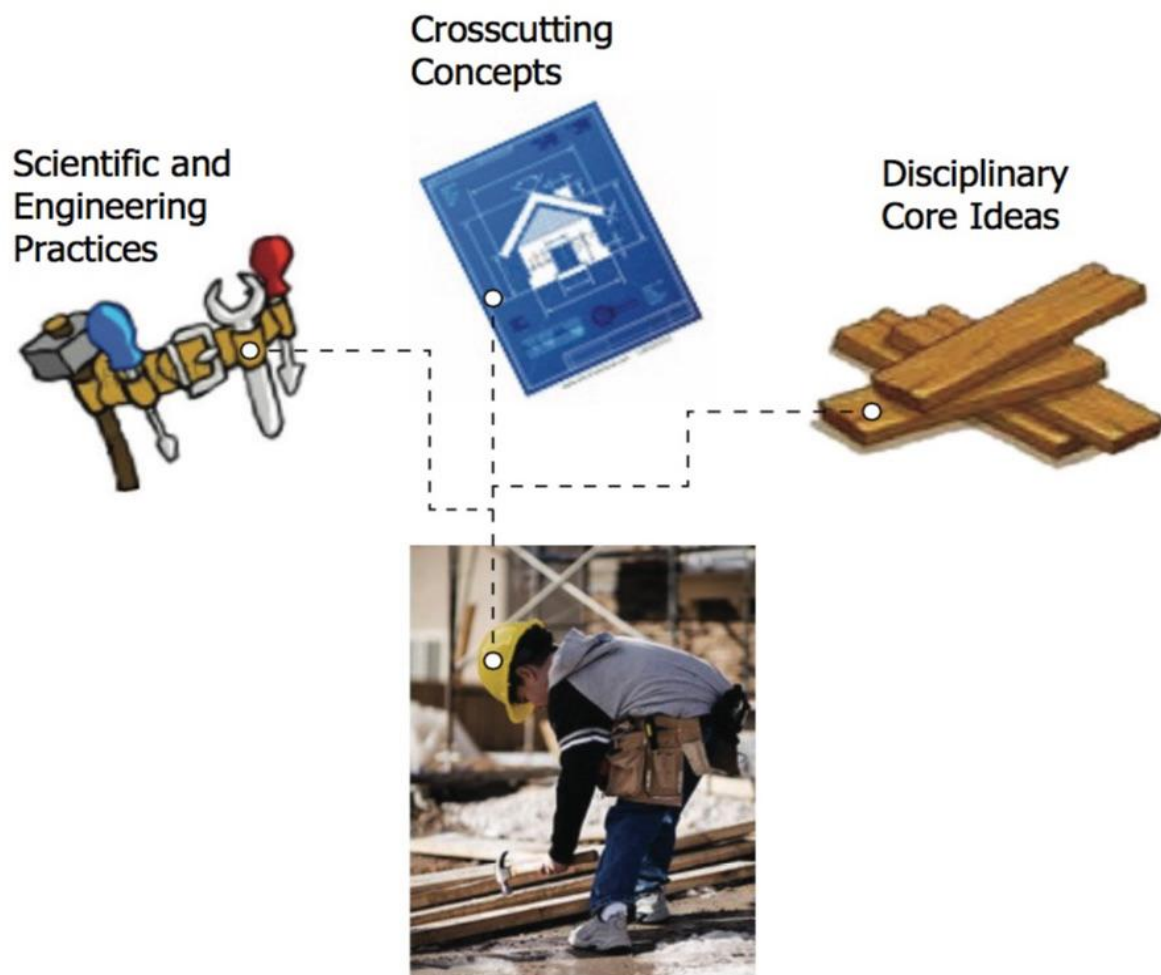 Crosscutting
Concepts
Scientific and
Engineering
Practices
Disciplinary
Core Ideas